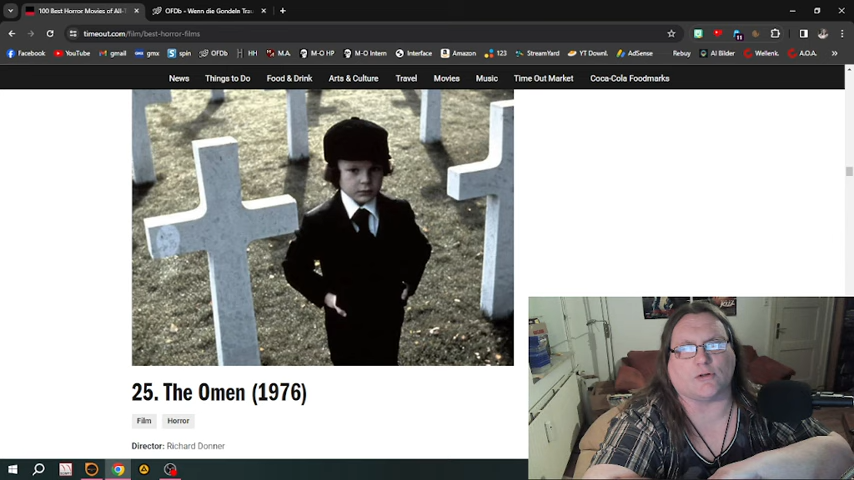 100 Best Horror Movies of All-T
OFDb - Wenn die Gondeln Trau
timeout.com/film/best-horror-films
Facebook YouTube gmail gmx spin OFDb HH M.A. M-O HP M-O Intern Interface Amazon 123 StreamYard YT Downl. AdSense Rebuy AI Bilder Wellenk. A.O.A.
News Things to Do Food & Drink Arts & Culture Travel Movies Music Time Out Market Coca-Cola Foodmarks
25. The Omen (1976)
Film Horror
Director: Richard Donner